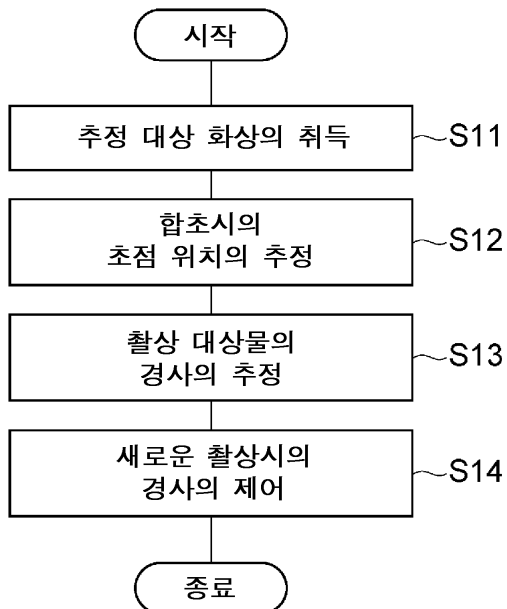 시작
추정 대상 화상의 취득
S11
합초시의
초점 위치의 추정
S12
촬상 대상물의
경사의 추정
S13
새로운 촬상시의
경사의 제어
S14
종료